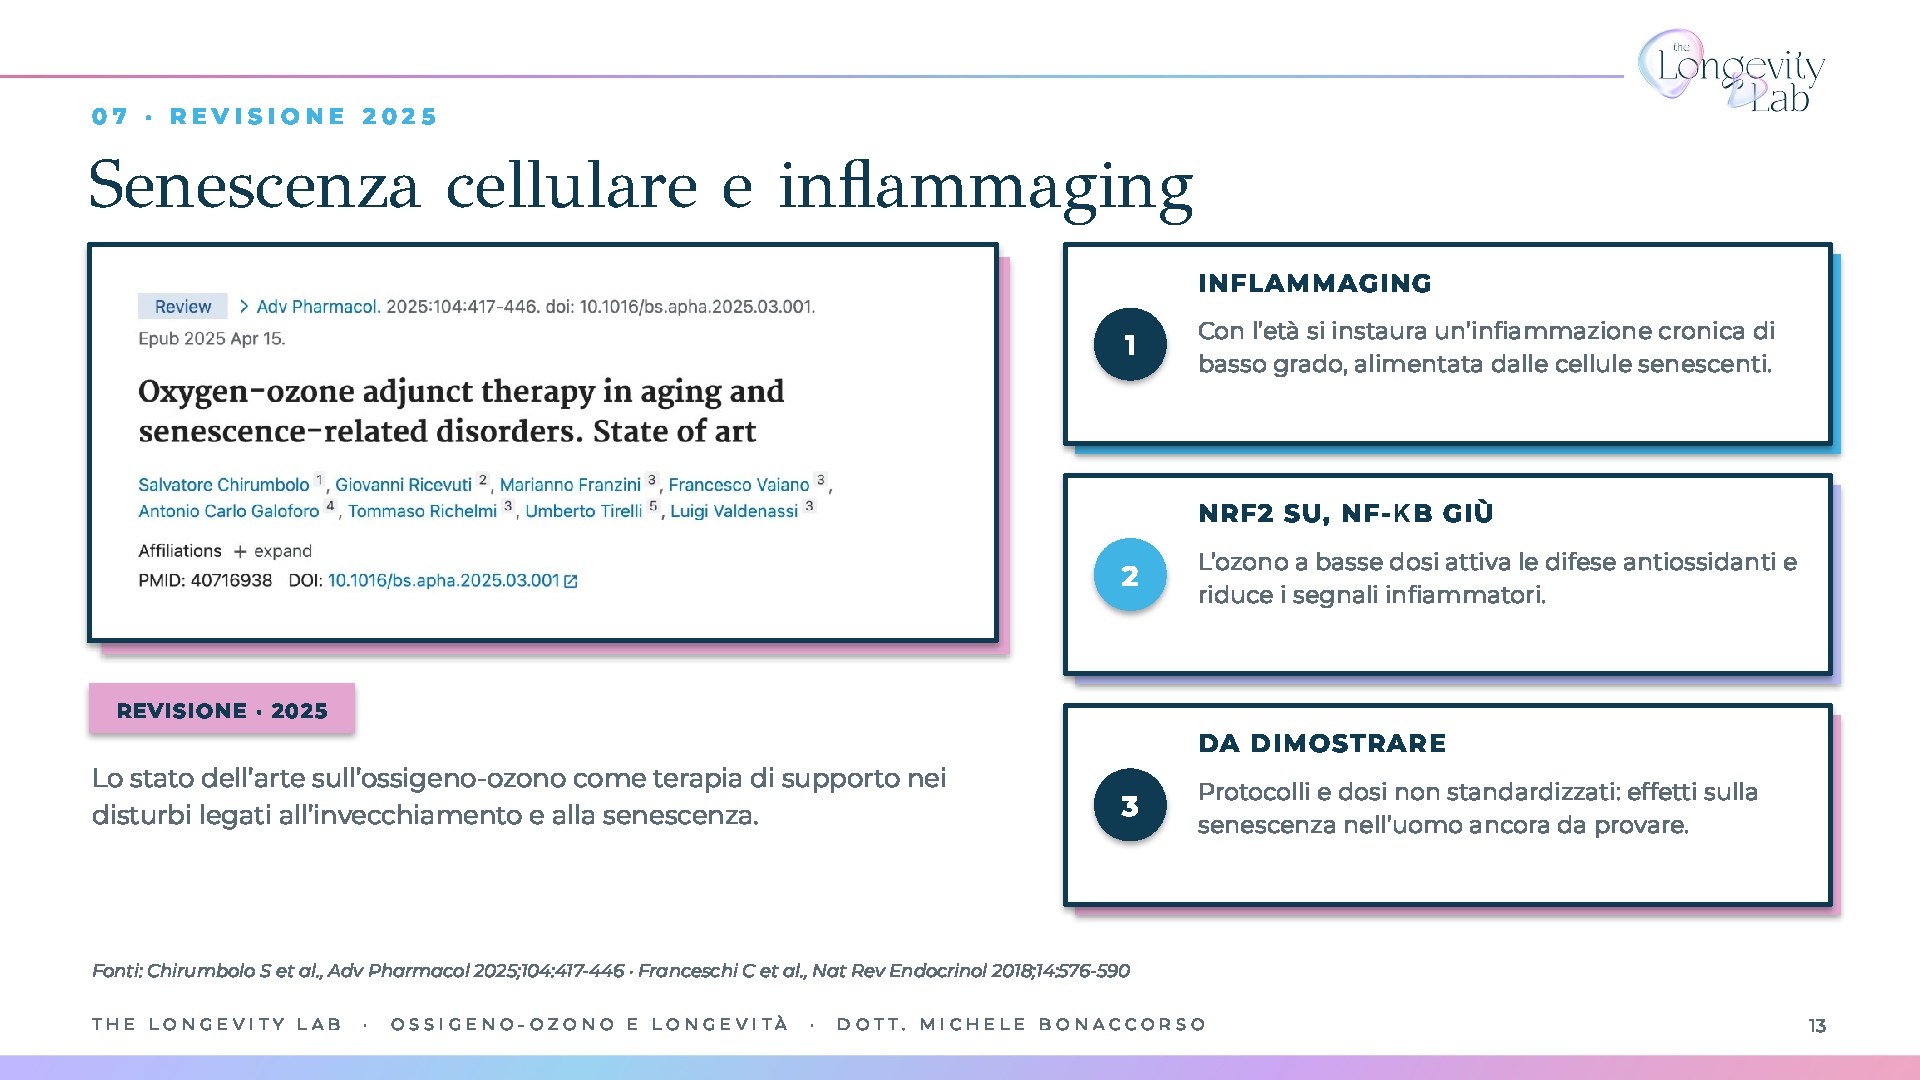 the
Longevity
Lab
07 · REVISIONE 2025
Senescenza cellulare e inflammaging
Review > Adv Pharmacol. 2025:104:417-446. doi: 10.1016/bs.apha.2025.03.001.
Epub 2025 Apr 15.
Oxygen-ozone adjunct therapy in aging and
senescence-related disorders. State of art
Salvatore Chirumbolo 1, Giovanni Ricevuti 2, Marianno Franzini 3, Francesco Vaiano 3,
Antonio Carlo Galoforo 4, Tommaso Richelmi 3, Umberto Tirelli 5, Luigi Valdenassi 3
Affiliations + expand
PMID: 40716938 DOI: 10.1016/bs.apha.2025.03.001
REVISIONE · 2025
Lo stato dell’arte sull’ossigeno-ozono come terapia di supporto nei
disturbi legati all’invecchiamento e alla senescenza.
INFLAMMAGING
1
Con l’età si instaura un’infiammazione cronica di
basso grado, alimentata dalle cellule senescenti.
NRF2 SU, NF-ΚB GIÙ
2
L’ozono a basse dosi attiva le difese antiossidanti e
riduce i segnali infiammatori.
DA DIMOSTRARE
3
Protocolli e dosi non standardizzati: effetti sulla
senescenza nell’uomo ancora da provare.
Fonti: Chirumbolo S et al., Adv Pharmacol 2025;104:417-446 · Franceschi C et al., Nat Rev Endocrinol 2018;14:576-590
THE LONGEVITY LAB · OSSIGENO-OZONO E LONGEVITÀ · DOTT. MICHELE BONACCORSO
13